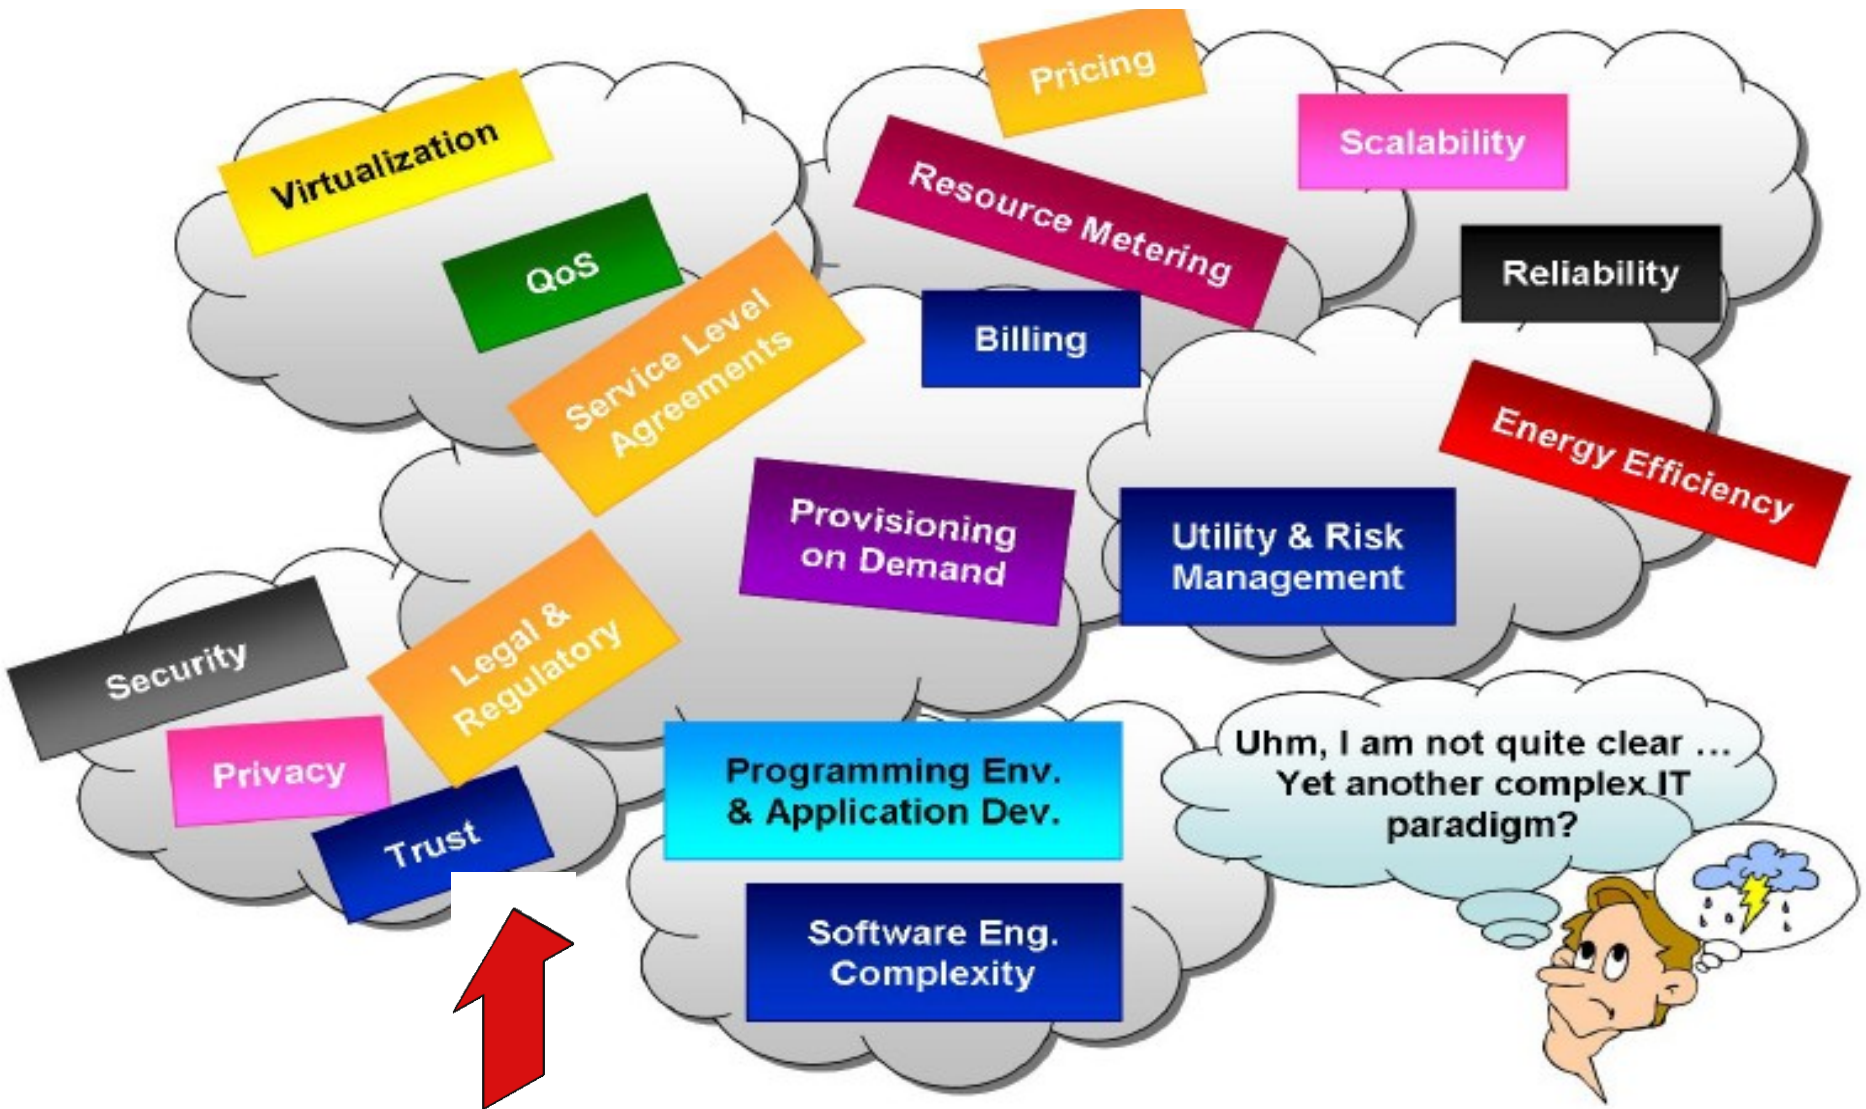 Pricing
Virtualization
Scalability
Resource Metering
QoS
Reliability
Service Level
Agreements
Billing
Energy Efficiency
Provisioning
on Demand
Utility & Risk
Management
Security
Legal &
Regulatory
Privacy
Trust
Programming Env.
& Application Dev.
Software Eng.
Complexity
Uhm, I am not quite clear ...
Yet another complex IT
paradigm?